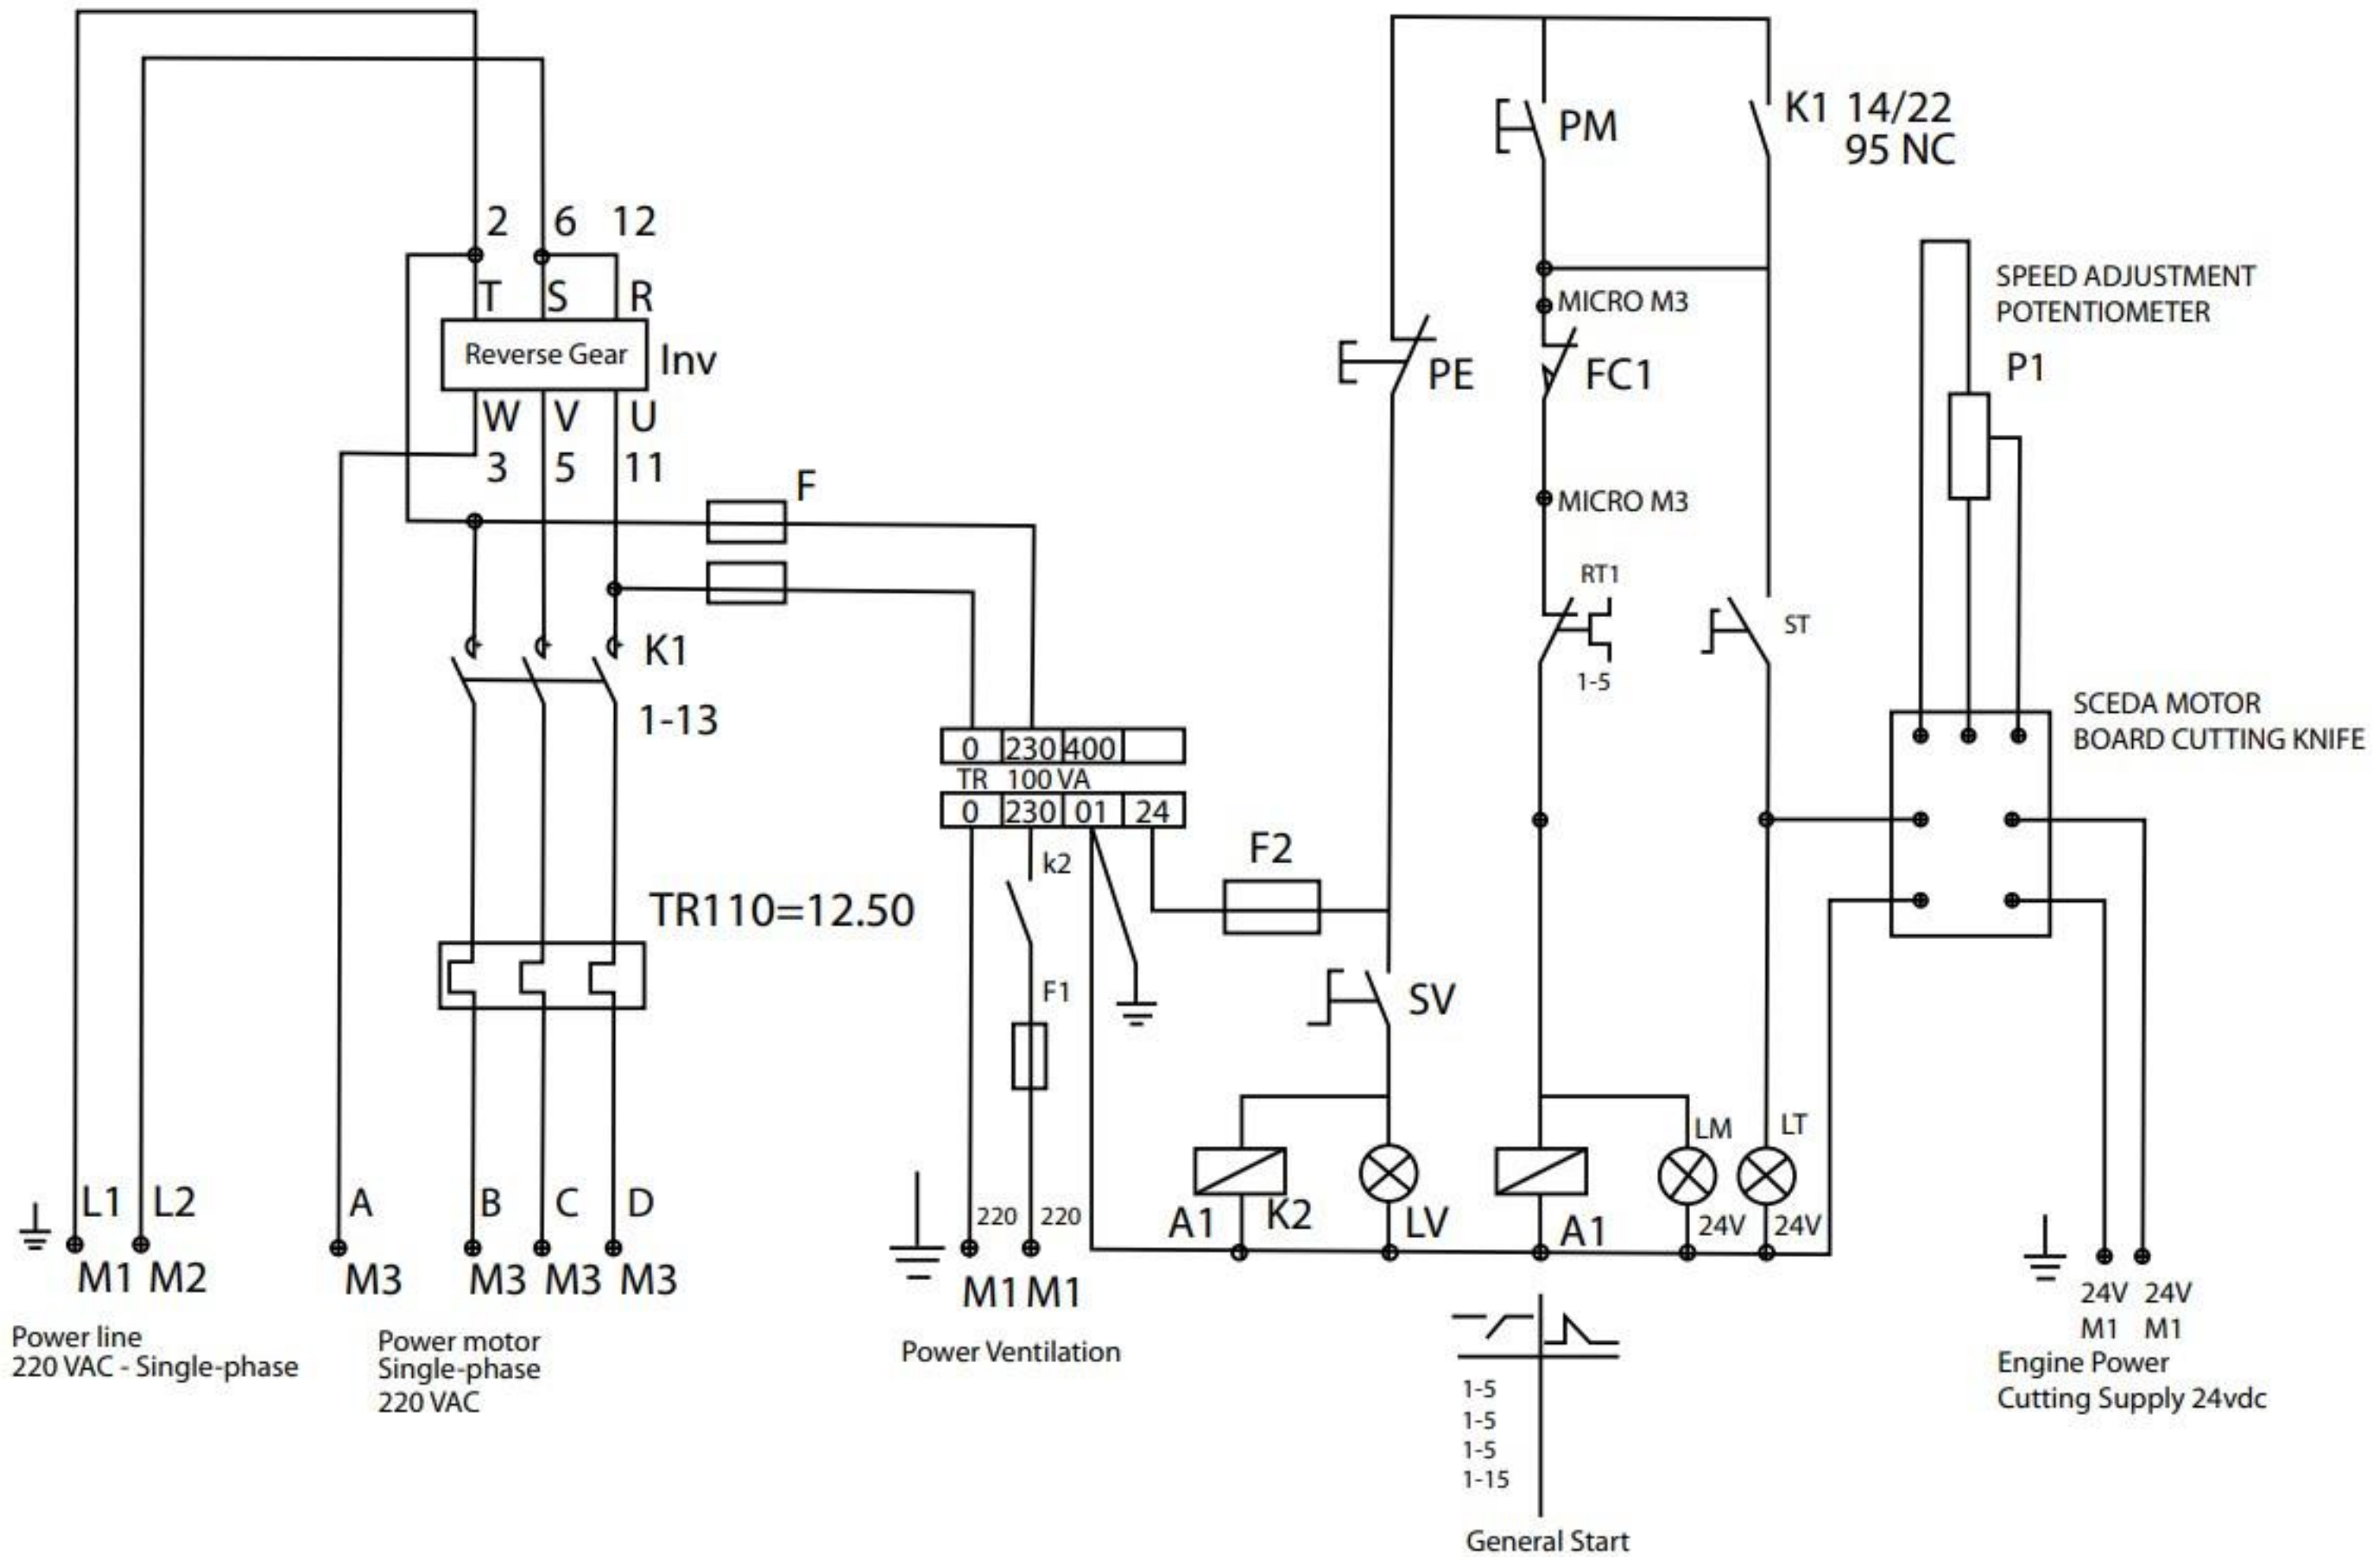 K1 14/22
95 NC
PM
2 6 12
T S R
Reverse Gear
Inv
W V U
3 5 11
F
MICRO M3
PE
FC1
MICRO M3
SPEED ADJUSTMENT
POTENTIOMETER
P1
RT1
1-5
ST
K1
1-13
SCEDA MOTOR
BOARD CUTTING KNIFE
0 230 400
TR 100 VA
0 230 01 24
k2
F2
TR110=12.50
F1
SV
LM
LT
L1 L2
A
B C D
220 220
A1 K2
LV
A1
24V 24V
M1 M2
M3
M3 M3 M3
M1 M1
24V 24V
M1 M1
Power line
220 VAC - Single-phase
Power motor
Single-phase
220 VAC
Power Ventilation
Engine Power
Cutting Supply 24vdc
1-5
1-5
1-5
1-15
General Start